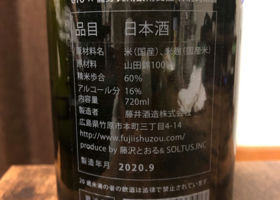 品目　日本酒
原材料名　米(国産)、米麹(国産米)
原材料　山田錦100%
精米歩合　60%
アルコール分　16%
内容量　720ml
製造者　藤井酒造株式会社
広島県竹原市本町三丁目4-14
http://www.fujiishuzou.com/
produce by 藤沢とおる& SOLTUS.INC
製造年月　2020.9
20歳未満の者の飲酒は法律で禁止されています。